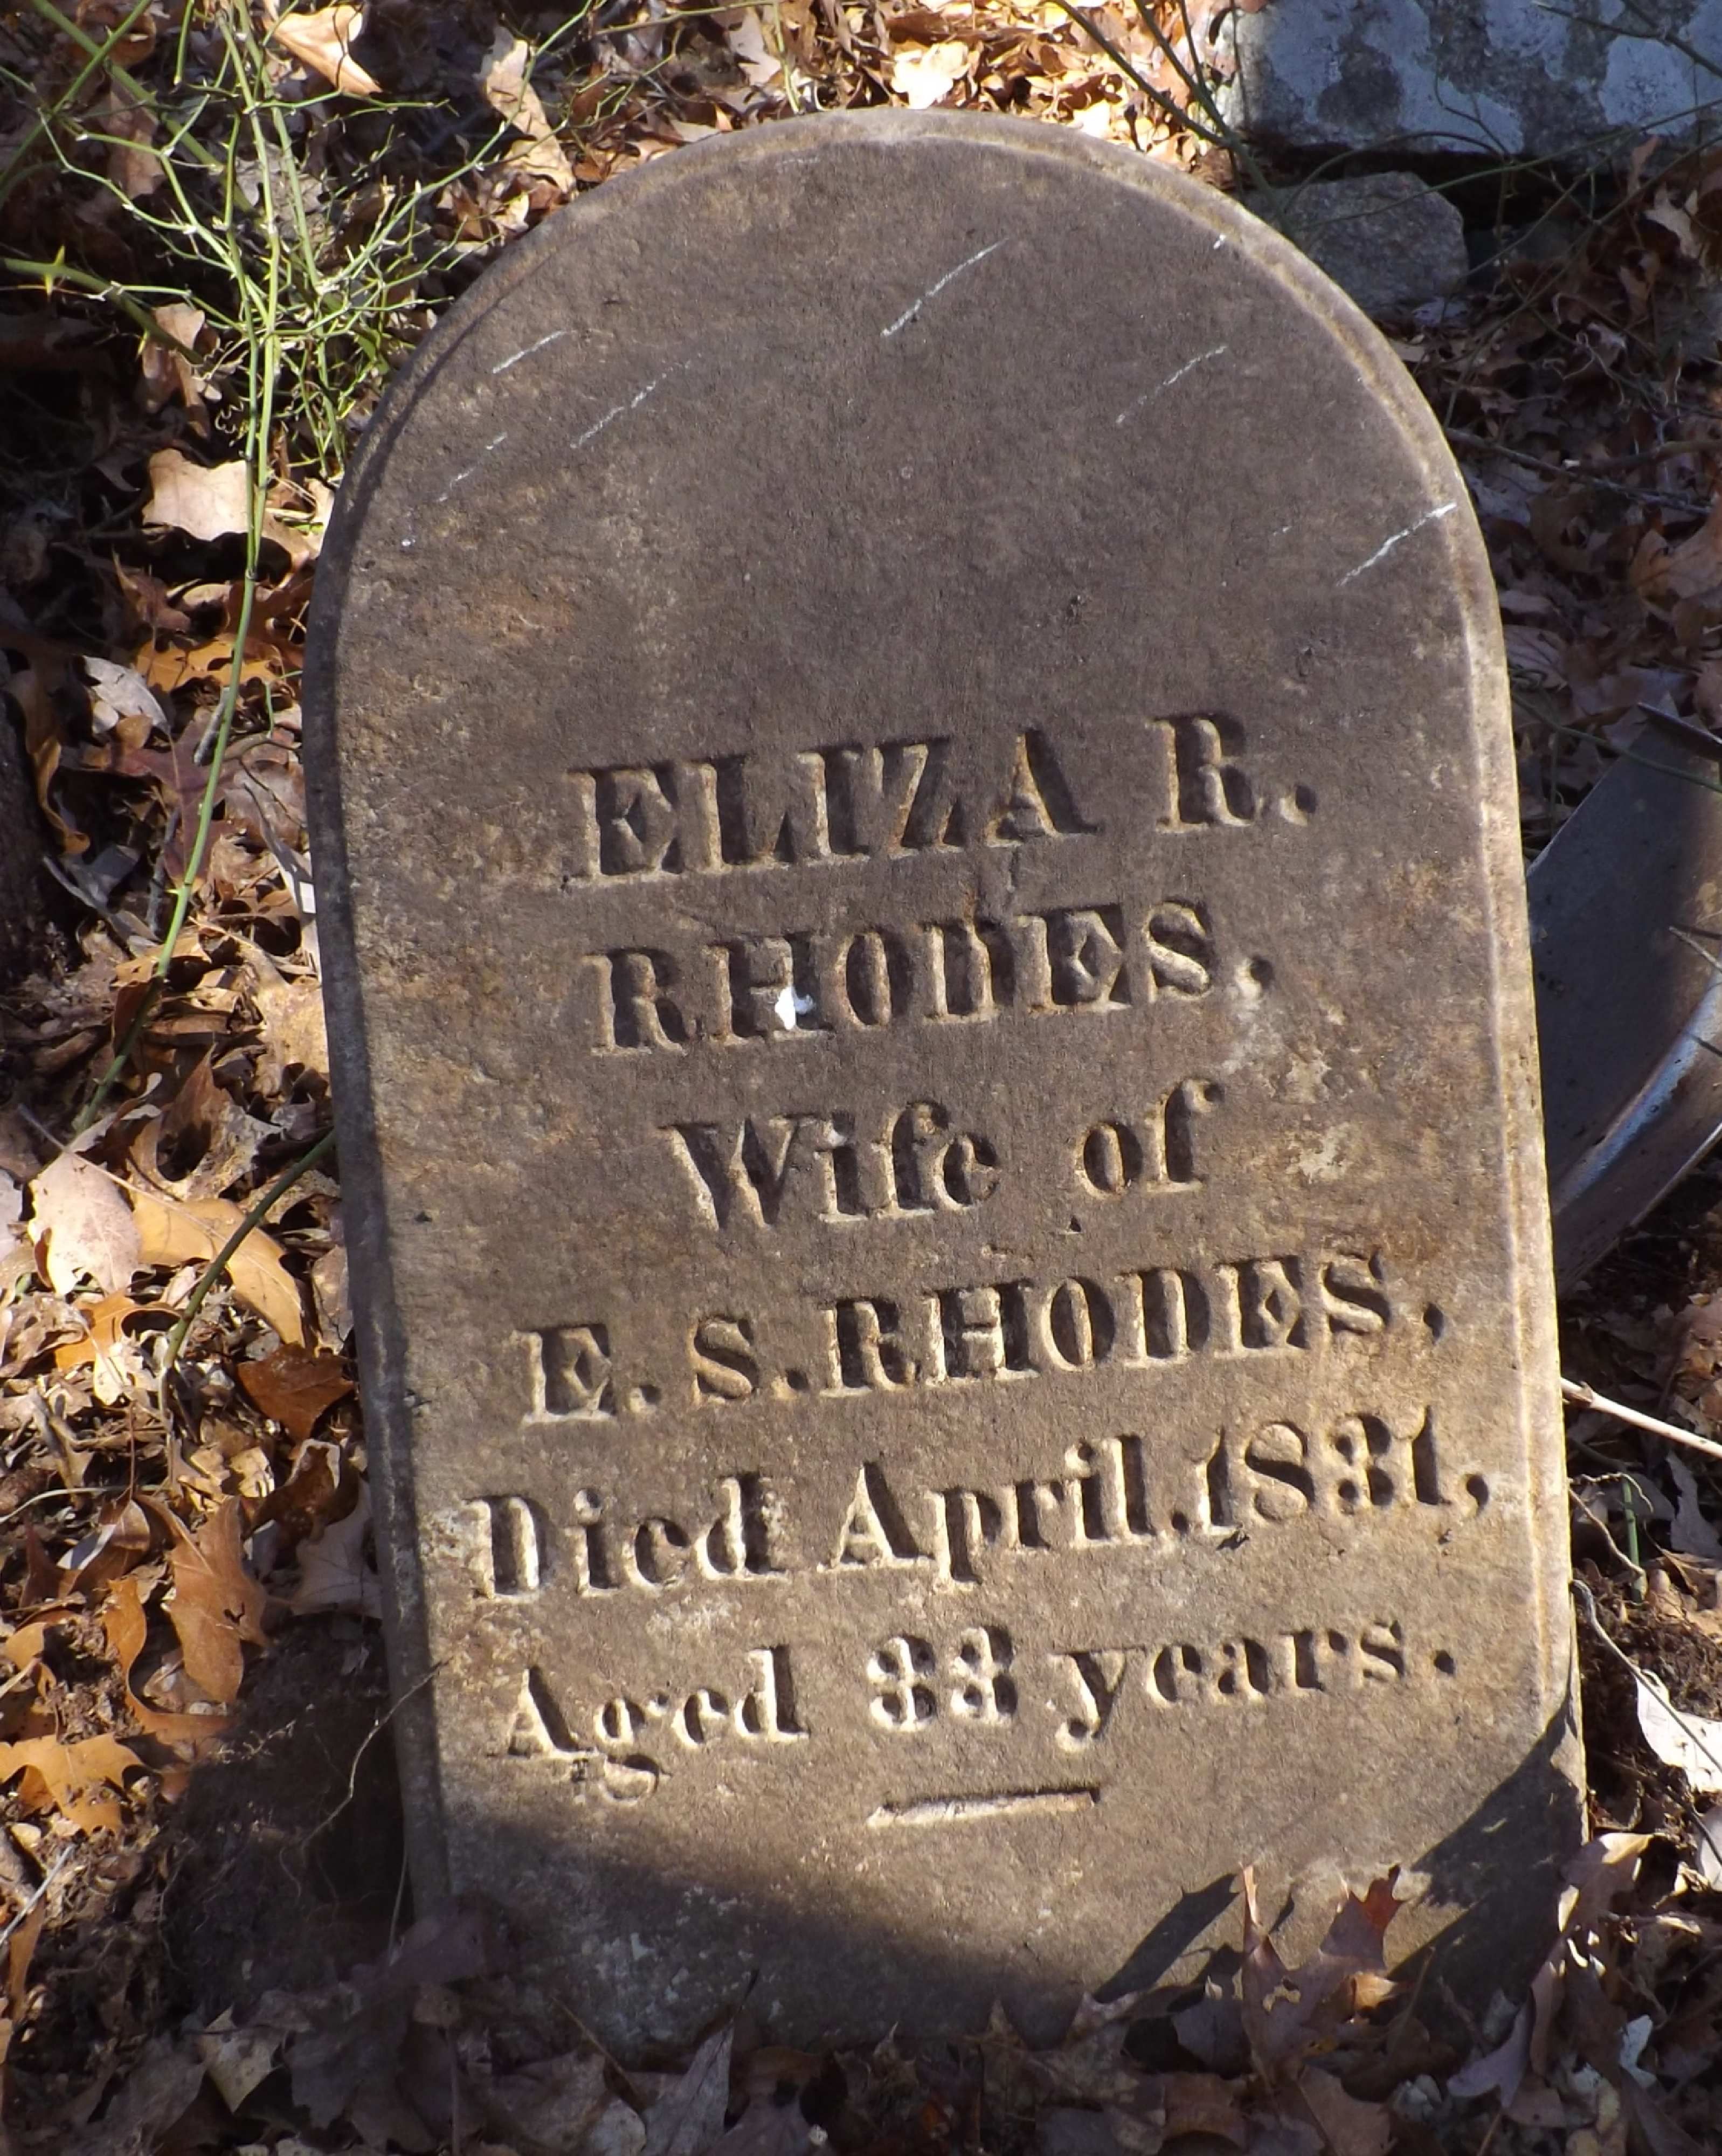 ELIZA R.
RHODES,
Wife of
E. S. RHODES,
Died April, 1831,
Aged 33 years.